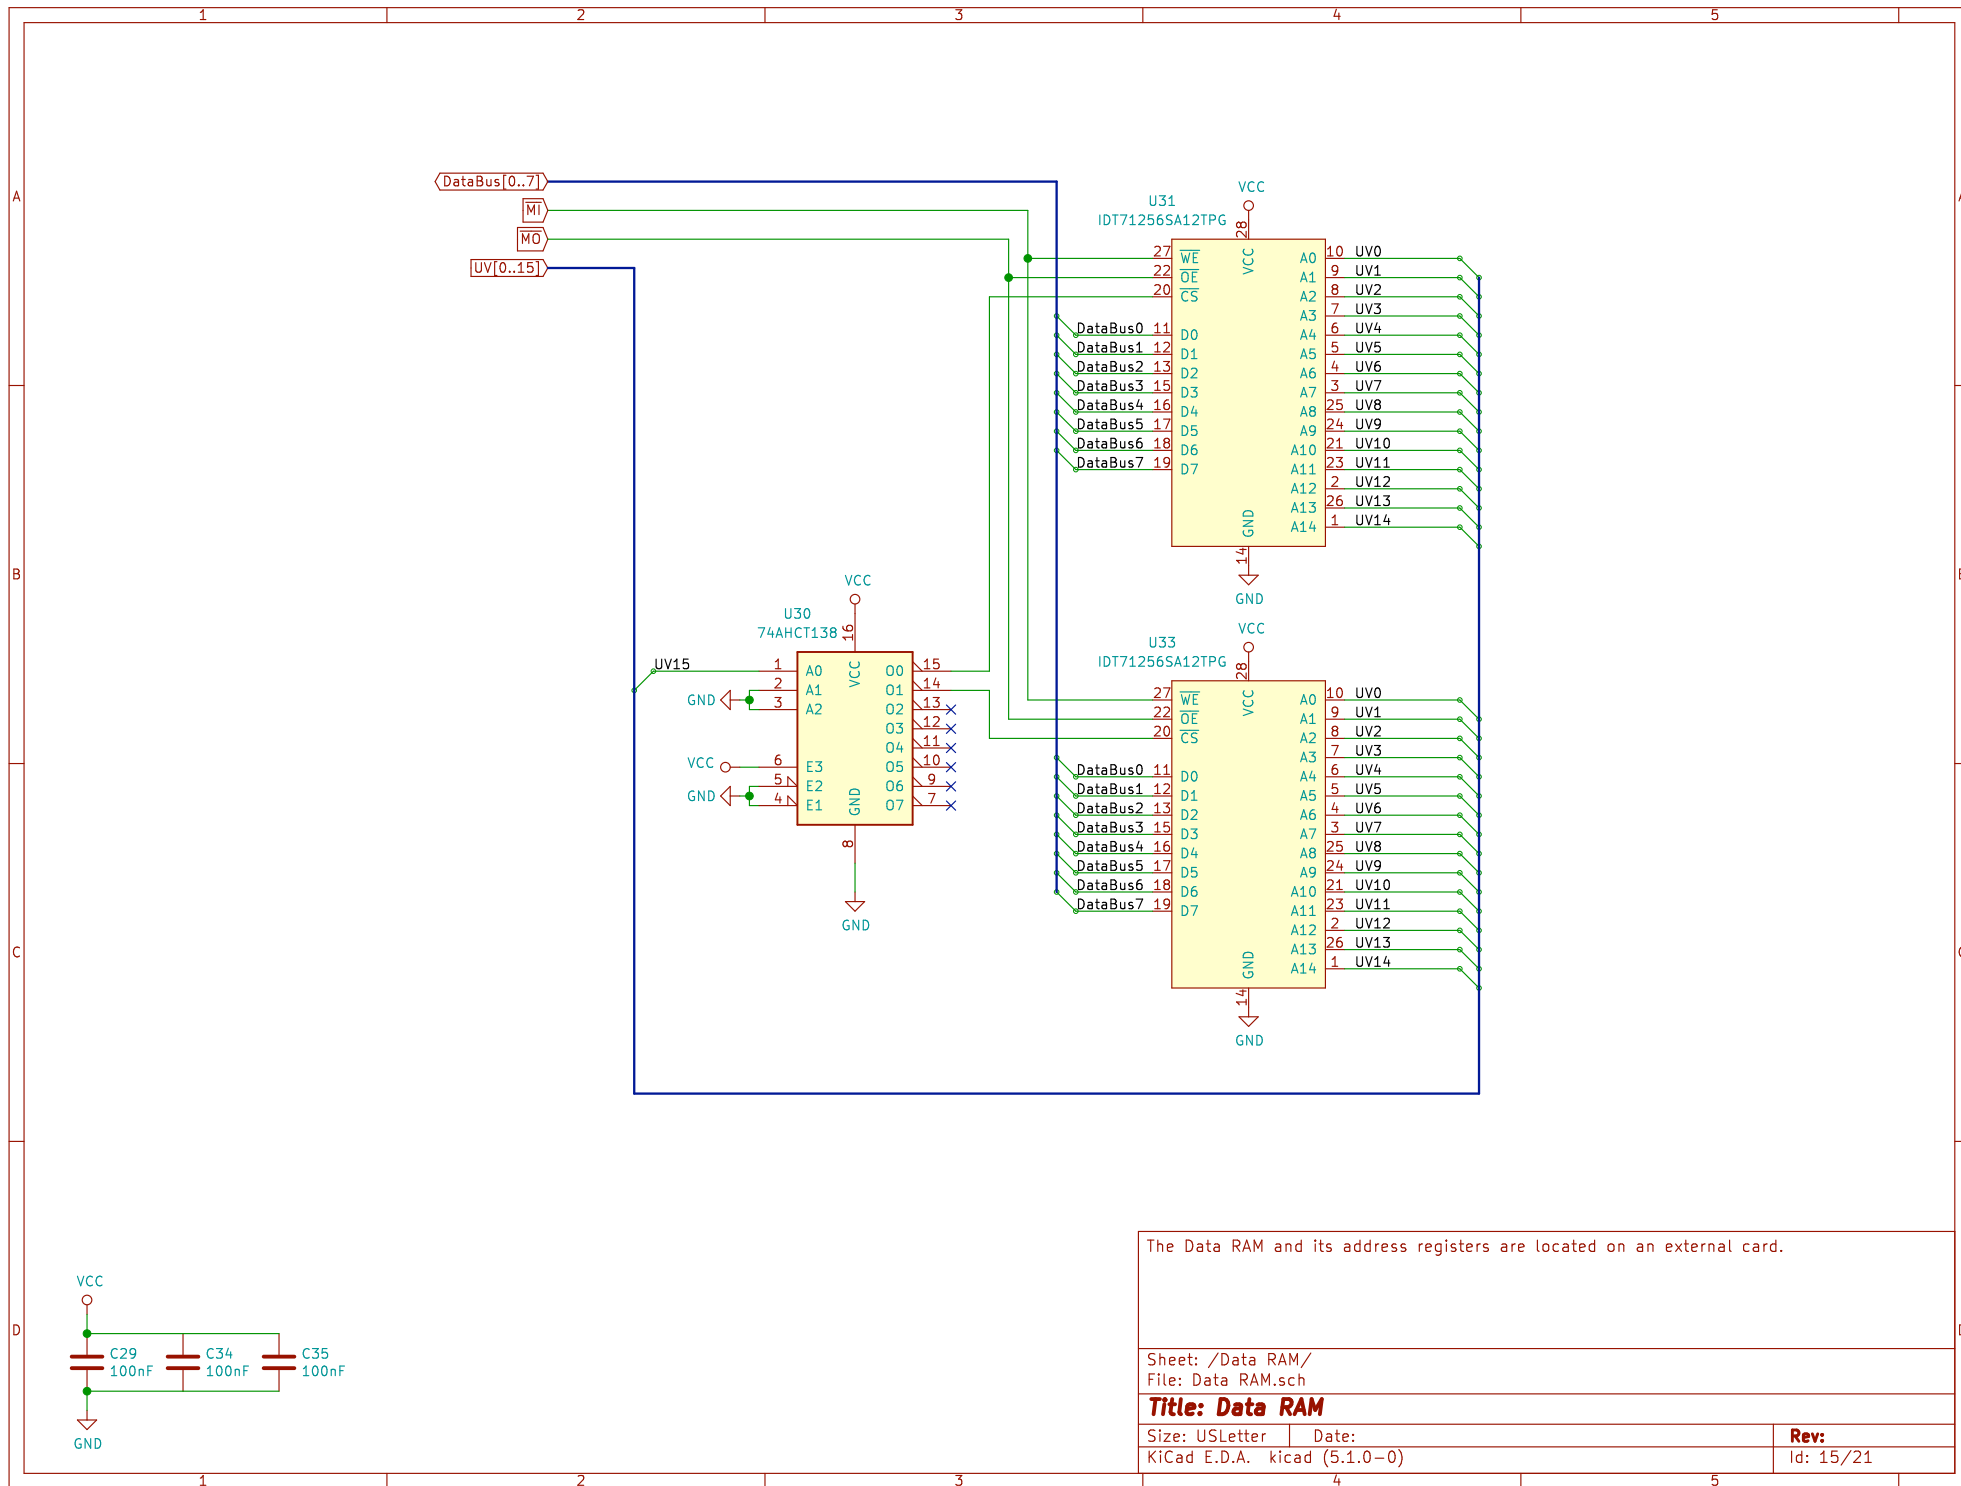 1 2 3 4 5
A
B
C
D
DataBus[0..7]
MI
MO
UV[0..15]
U31
IDT71256SA12TPG
VCC
28
VCC
27 WE A0 10 UV0
22 OE A1 9 UV1
20 CS A2 8 UV2
A3 7 UV3
DataBus0 11 D0 A4 6 UV4
DataBus1 12 D1 A5 5 UV5
DataBus2 13 D2 A6 4 UV6
DataBus3 15 D3 A7 3 UV7
DataBus4 16 D4 A8 25 UV8
DataBus5 17 D5 A9 24 UV9
DataBus6 18 D6 A10 21 UV10
DataBus7 19 D7 A11 23 UV11
A12 2 UV12
A13 26 UV13
A14 1 UV14
GND
14
GND
VCC
U30
74AHCT138
16
VCC
UV15 1 A0 O0 15
GND 2 A1 O1 14
3 A2 O2 13
O3 12
O4 11
VCC 6 E3 O5 10
GND 5 E2 O6 9
4 E1 O7 7
GND
8
GND
U33
IDT71256SA12TPG
VCC
28
VCC
27 WE A0 10 UV0
22 OE A1 9 UV1
20 CS A2 8 UV2
A3 7 UV3
DataBus0 11 D0 A4 6 UV4
DataBus1 12 D1 A5 5 UV5
DataBus2 13 D2 A6 4 UV6
DataBus3 15 D3 A7 3 UV7
DataBus4 16 D4 A8 25 UV8
DataBus5 17 D5 A9 24 UV9
DataBus6 18 D6 A10 21 UV10
DataBus7 19 D7 A11 23 UV11
A12 2 UV12
A13 26 UV13
A14 1 UV14
GND
14
GND
VCC
C29 C34 C35
100nF 100nF 100nF
GND
The Data RAM and its address registers are located on an external card.
Sheet: /Data RAM/
File: Data RAM.sch
Title: Data RAM
Size: USLetter Date: Rev:
KiCad E.D.A. kicad (5.1.0-0) Id: 15/21
1 2 3 4 5